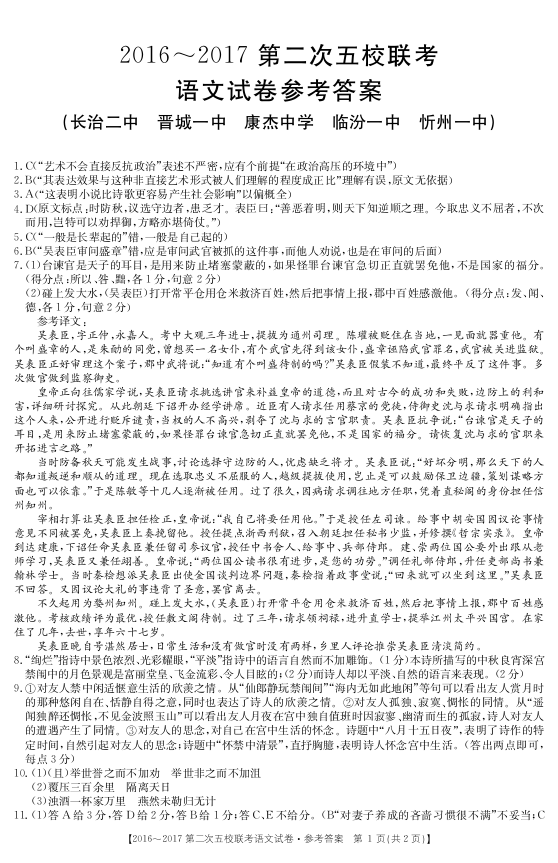 2016～2017 第二次五校联考
语文试卷参考答案
(长治二中　晋城一中　康杰中学　临汾一中　忻州一中)
1.C(“艺术不会直接反抗政治”表述不严密,应有个前提“在政治高压的环境中”)
2.B(“其表达效果与这种非直接艺术形式被人们理解的程度成正比”理解有误,原文无依据)
3.A(“这表明小说比诗歌更容易产生社会影响”以偏概全)
4.D(原文标点:时防秋,议选守边者,患乏才。表臣曰:“善恶着明,则天下知逆顺之理。今取忠义不屈者,不次
而用,岂特可以劝捍御,方略亦堪倚仗。”)
5.C(“一般是长辈起的”错,一般是自己起的)
6.B(“吴表臣审问盛章”错,应是审问武官被抓的这件事,而他人劝说,也是在审问的后面)
7.(1)台谏官是天子的耳目,是用来防止堵塞蒙蔽的,如果怪罪台谏官急切正直就罢免他,不是国家的福分。
(得分点:所以、咎、黜,各1分,句意2分)
(2)碰上发大水,(吴表臣)打开常平仓用仓米救济百姓,然后把事情上报,郡中百姓感激他。(得分点:发、闻、
德,各1分,句意2分)
参考译文:
吴表臣,字正仲,永嘉人。考中大观三年进士,提拔为通州司理。陈瓘被贬住在当地,一见面就器重他。有
个叫盛章的人,是朱勔的同党,曾想买一名女仆,有个武官先得到该女仆,盛章诬陷武官罪名,武官被关进监狱。
吴表臣正好审理这个案子,郡中武将说:“知道有个叫盛待制的吗?”吴表臣假装不知道,最终平反了这件事。多
次做官做到监察御史。
皇帝正向往儒家学说,吴表臣请求挑选讲官来补益皇帝的道德,而且对古今的成功和失败,边防上的利和
害,详细研讨探究。从此朝廷下诏开办经学讲席。近臣有人请求任用蔡京的党徒,侍御史沈与求请求明确指出
这个人来,公开进行贬斥谴责,当权的人不高兴,剥夺了沈与求的言官职责。吴表臣抗争说:“台谏官是天子的
耳目,是用来防止堵塞蒙蔽的,如果怪罪台谏官急切正直就罢免他,不是国家的福分。请恢复沈与求的官职来
开拓进言之路。”
当时防备秋天可能发生战事,讨论选择守边防的人,忧虑缺乏将才。吴表臣说:“好坏分明,那么天下的人
都知道叛逆和顺从的道理。现在选取忠义不屈服的人,越级提拔使用,岂止是可以鼓励保卫边疆,策划谋略方
面也可以依靠。”于是陈敏等十几人逐渐被任用。过了很久,因病请求调往地方任职,凭着直秘阁的身份担任信
州知州。
宰相打算让吴表臣担任检正,皇帝说:“我自己将要任用他。”于是授任左司谏。给事中胡安国因议论事情
意见不同被罢免,吴表臣上奏挽留他。授任提点浙西刑狱,召入朝廷担任秘书少监,并修撰《哲宗实录》。皇帝
到达建康,下诏任命吴表臣兼任留司参议官,授任中书舍人、给事中、兵部侍郎。建、崇两位国公要外出跟从老
师学习,吴表臣又兼任翊善。皇帝说:“两位国公读书很有进步,是您的功劳。”调任礼部侍郎,升任吏部尚书兼
翰林学士。当时秦桧想派吴表臣出使金国谈判边界问题,秦桧指着政事堂说:“回来就可以坐到这里。”吴表臣
不回答。又因议论大礼的事违背了圣意,罢官离去。
不久起用为婺州知州。碰上发大水,(吴表臣)打开常平仓用仓米救济百姓,然后把事情上报,郡中百姓感
激他。考核政绩评为最优,授任敷文阁待制。过了三年,请求领祠禄,进升直学士,提举江州太平兴国宫。在家
住了几年,去世,享年六十七岁。
吴表臣晚自号湛然居士,日常生活和没有做官时没有两样,乡里人评论推崇吴表臣清淡简约。
8.“绚烂”指诗中景色浓烈、光彩耀眼,“平淡”指诗中的语言自然而不加雕饰。(1分)本诗所描写的中秋良宵深宫
禁闱中的月色景观是富丽堂皇、飞金流彩、令人目眩的,(2分)而诗人却以平淡、自然的语言来表现。(2分)
9.①对友人禁中闲适惬意生活的欣羡之情。从“仙郎静玩禁闱间”“海内无如此地闲”等句可以看出友人赏月时
的那种悠闲自在、恬静自得之意,同时也表达了诗人的欣羡之情。②对友人孤独、寂寞、惆怅的同情。从“遥
闻独醉还惆怅,不见金波照玉山”可以看出友人月夜在宫中独自值班时因寂寥、幽清而生的孤寂,诗人对友人
的遭遇产生了同情。③对友人的思念,对自己在宫中生活的怀念。诗题中“八月十五日夜”,表明了诗作的特
定时间,自然引起对友人的思念;诗题中“怀禁中清景”,直抒胸臆,表明诗人怀念宫中生活。(答出两点即可,
每点3分)
10.(1)(且)举世誉之而不加劝　举世非之而不加沮
(2)覆压三百余里　隔离天日
(3)浊酒一杯家万里　燕然未勒归无计
11.(1)答A给3分,答D给2分,答B给1分;答C、E不给分。(B“对妻子养成的吝啬习惯很不满”不妥当;C
【2016～2017 第二次五校联考语文试卷·参考答案　第 1 页(共 2 页)】